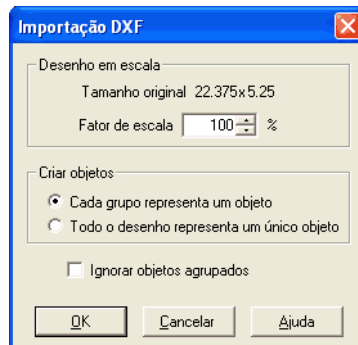 Importação DXF
Desenho em escala
Tamanho original 22.375x5.25
Fator de escala 100 %
Criar objetos
Cada grupo representa um objeto
Todo o desenho representa um único objeto
Ignorar objetos agrupados
OK Cancelar Ajuda